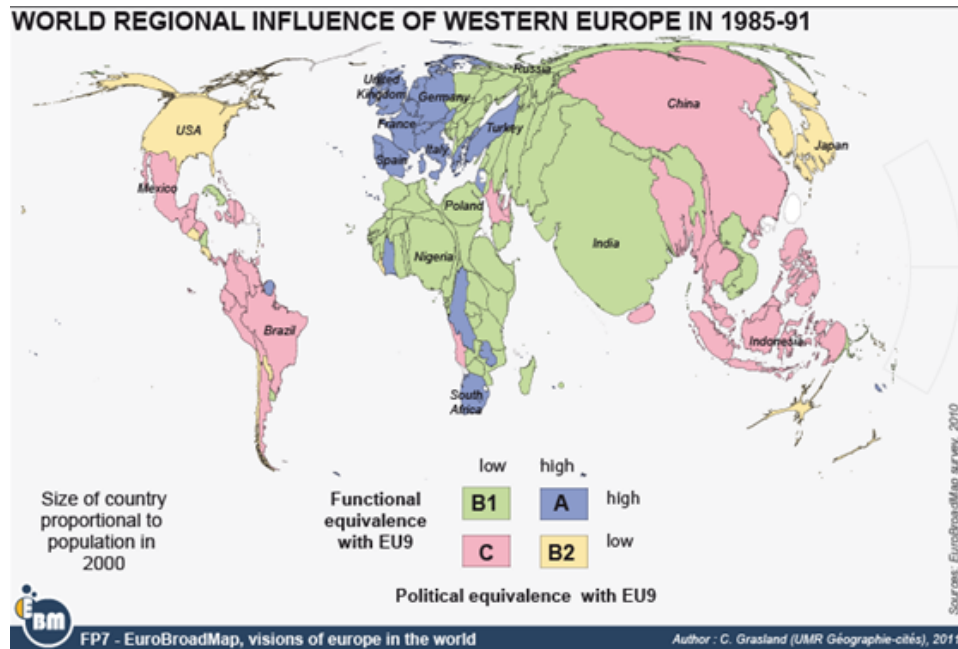 WORLD REGIONAL INFLUENCE OF WESTERN EUROPE IN 1985-91
United
Kingdom
Germany
Russia
France
Turkey
Italy
Spain
China
USA
Japan
Mexico
Poland
Nigeria
India
Brazil
Indonesia
South
Africa
low high
Functional
equivalence
with EU9
B1 A high
C B2 low
Political equivalence with EU9
Size of country
proportional to
population in
2000
Sources: EuroBroadMap survey, 2010
EBM
FP7 - EuroBroadMap, visions of europe in the world
Author : C. Grasland (UMR Géographie-cités), 2011